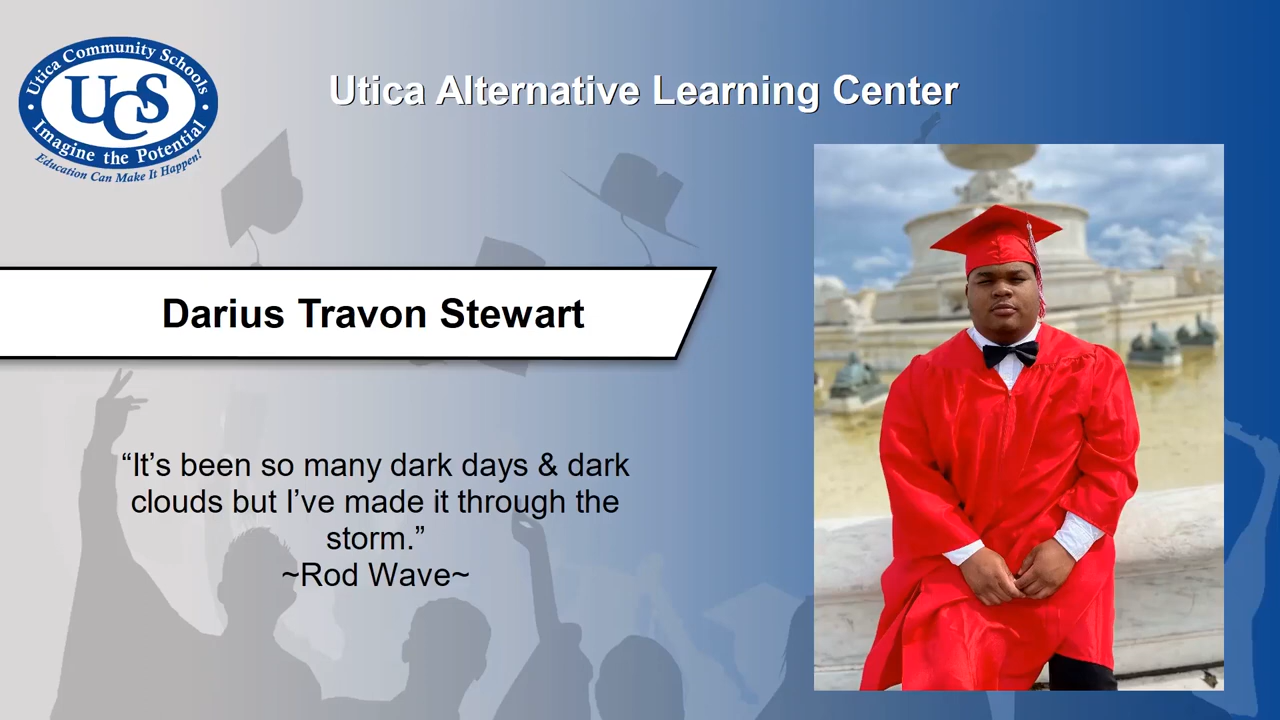 Utica Community Schools
UCS
Imagine the Potential
Education Can Make It Happen!
Utica Alternative Learning Center
Darius Travon Stewart
“It’s been so many dark days & dark
clouds but I’ve made it through the
storm.”
~Rod Wave~